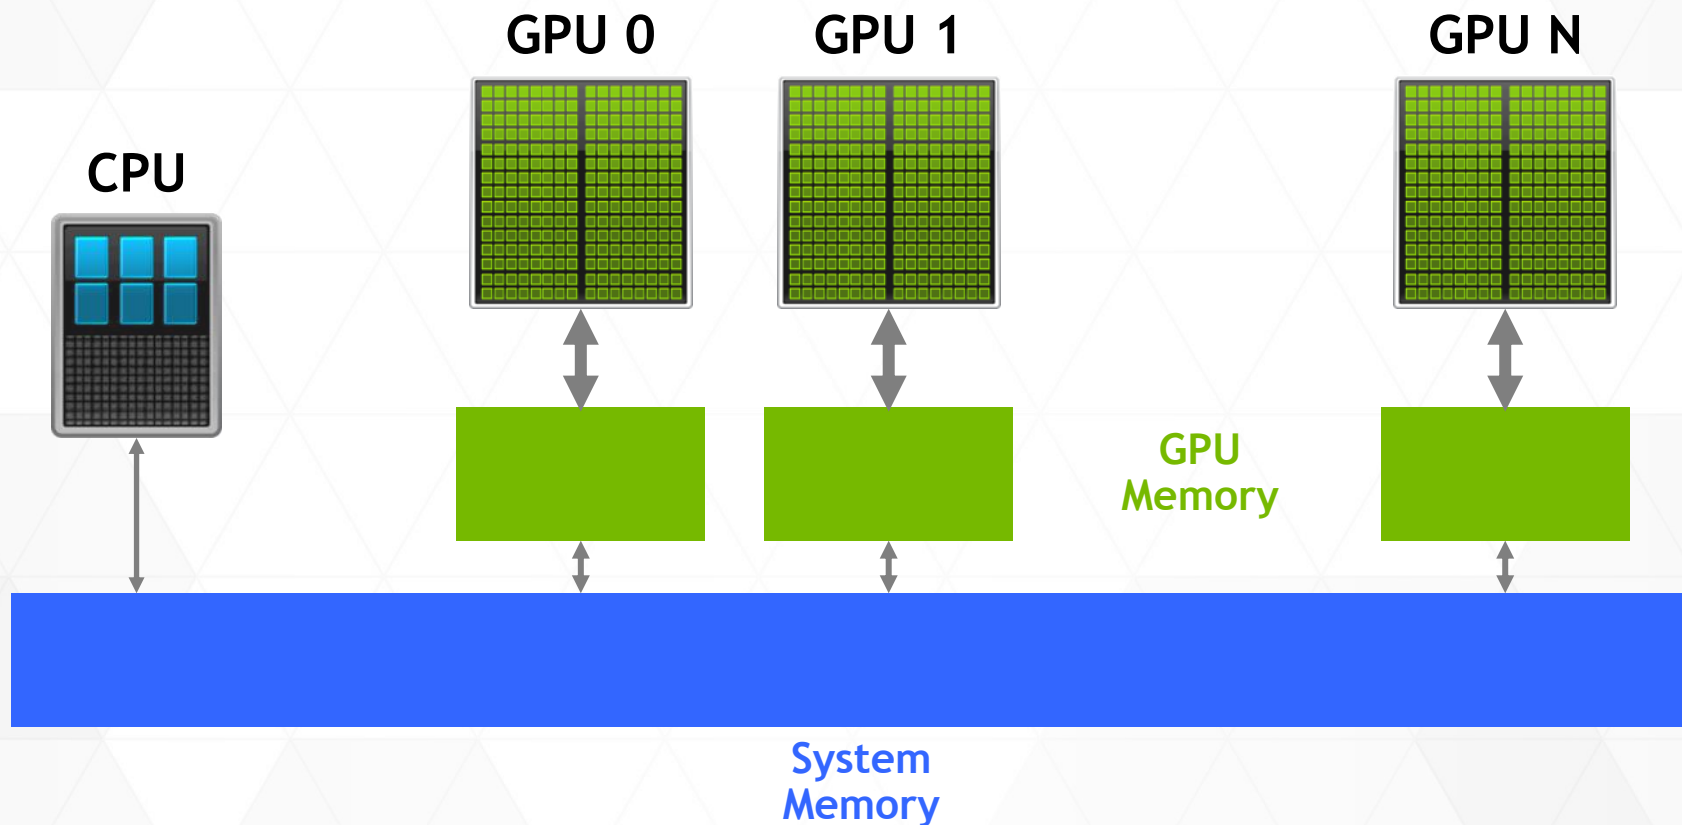 GPU 0
GPU 1
GPU N
CPU
GPU
Memory
System
Memory